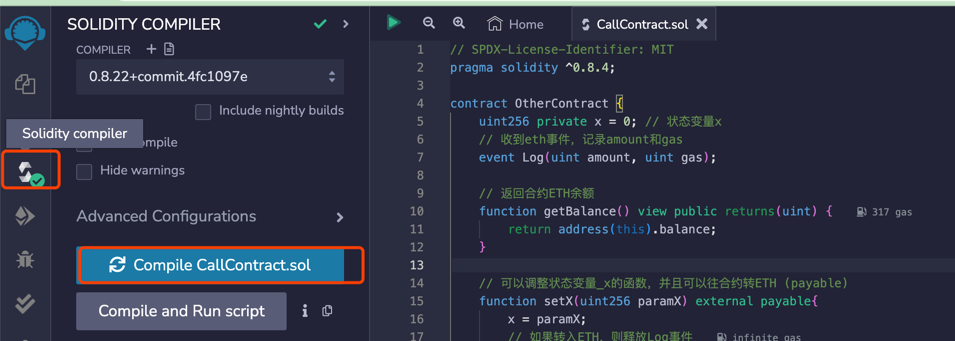 SOLIDITY COMPILER
COMPILER
0.8.22+commit.4fc1097e
Include nightly builds
Solidity compiler
mpile
Hide warnings
Advanced Configurations
Compile CallContract.sol
Compile and Run script
Home
CallContract.sol
1 // SPDX-License-Identifier: MIT
2 pragma solidity ^0.8.4;
3
4 contract OtherContract {
5 uint256 private x = 0; // 状态变量x
6 // 收到eth事件，记录amount和gas
7 event Log(uint amount, uint gas);
8
9 // 返回合约ETH余额
10 function getBalance() view public returns(uint) { 317 gas
11 return address(this).balance;
12 }
13
14 // 可以调整状态变量_x的函数，并且可以往合约转ETH (payable)
15 function setX(uint256 paramX) external payable{
16 x = paramX;
17 // 如果转入ETH，则释放Log事件 infinite gas